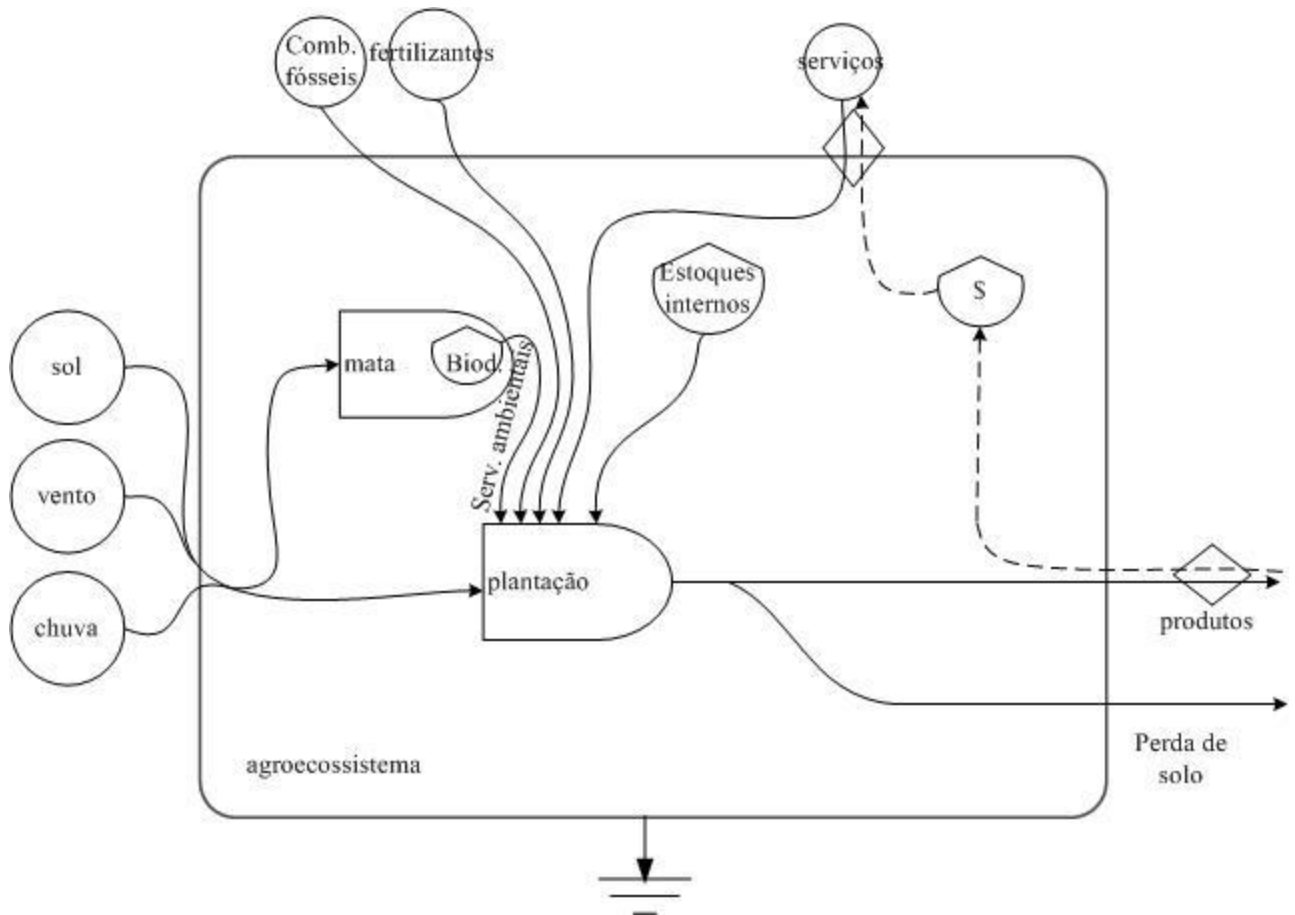 Comb.
fósseis
fertilizantes
serviços
Estoques
internos
$
sol
mata
Biod.
Serv. ambientais
vento
plantação
chuva
produtos
Perda de
solo
agroecossistema